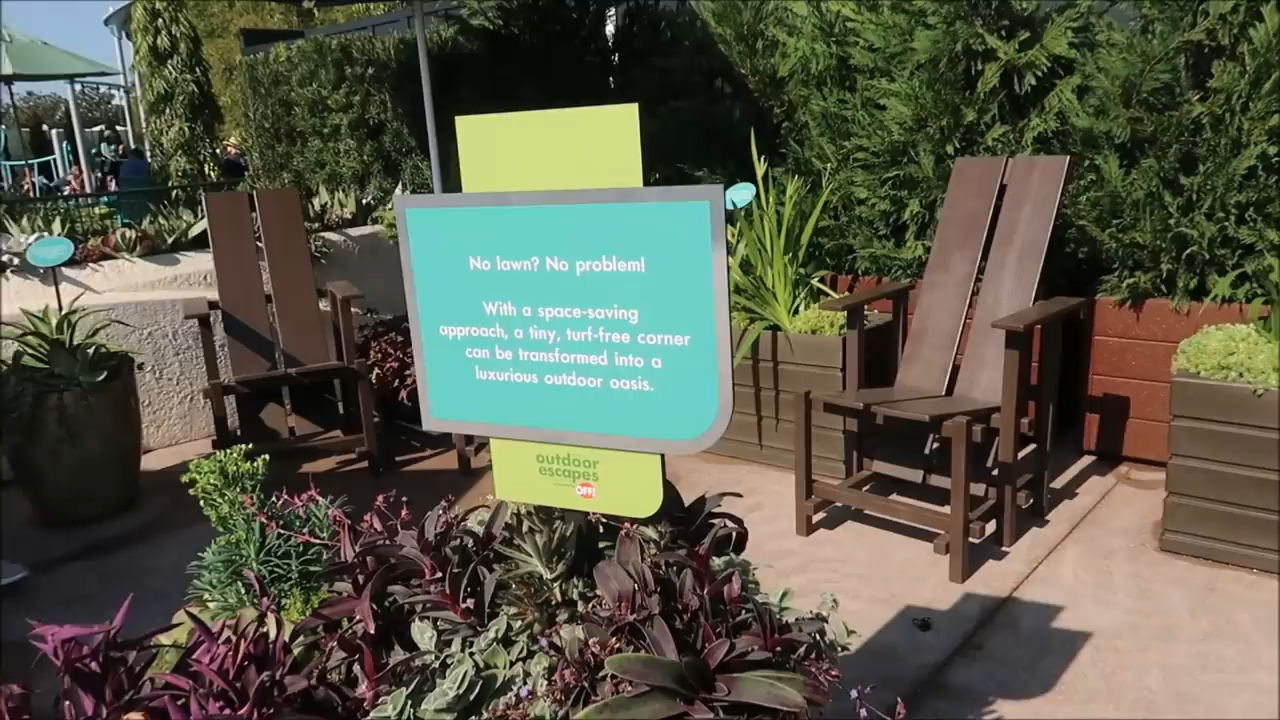 No lawn? No problem!
With a space-saving
approach, a tiny, turf-free corner
can be transformed into a
luxurious outdoor oasis.
outdoor
escapes
OFF!